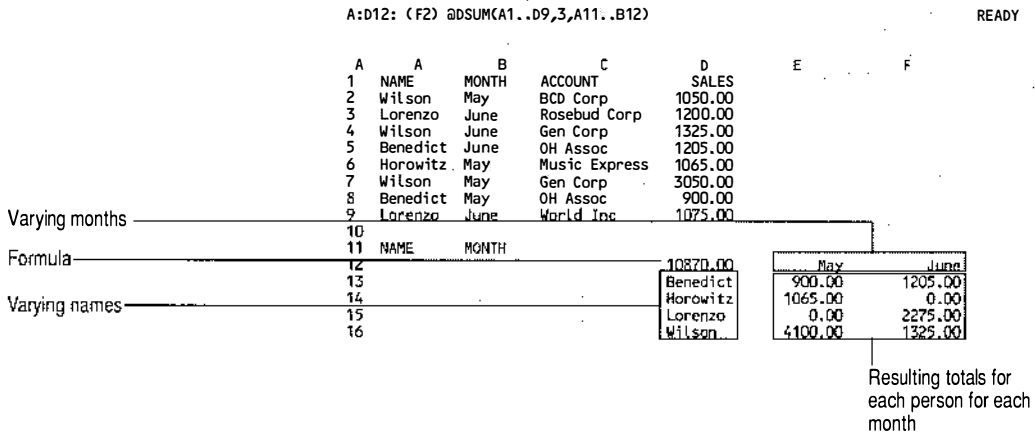 A:D12: (F2) @DSUM(A1..D9,3,A11..B12) READY
A A B C D E F
1 NAME MONTH ACCOUNT SALES
2 Wilson May BCD Corp 1050.00
3 Lorenzo June Rosebud Corp 1200.00
4 Wilson June Gen Corp 1325.00
5 Benedict June OH Assoc 1205.00
6 Horowitz May Music Express 1065.00
7 Wilson May Gen Corp 3050.00
8 Benedict May OH Assoc 900.00
9 Lorenzo June World Inc 1075.00
Varying months
10
11 NAME MONTH
Formula
12 10870.00 May June
13 Benedict 900.00 1205.00
Varying names
14 Horowitz 1065.00 0.00
15 Lorenzo 0.00 2275.00
16 Wilson 4100.00 1325.00
Resulting totals for
each person for each
month